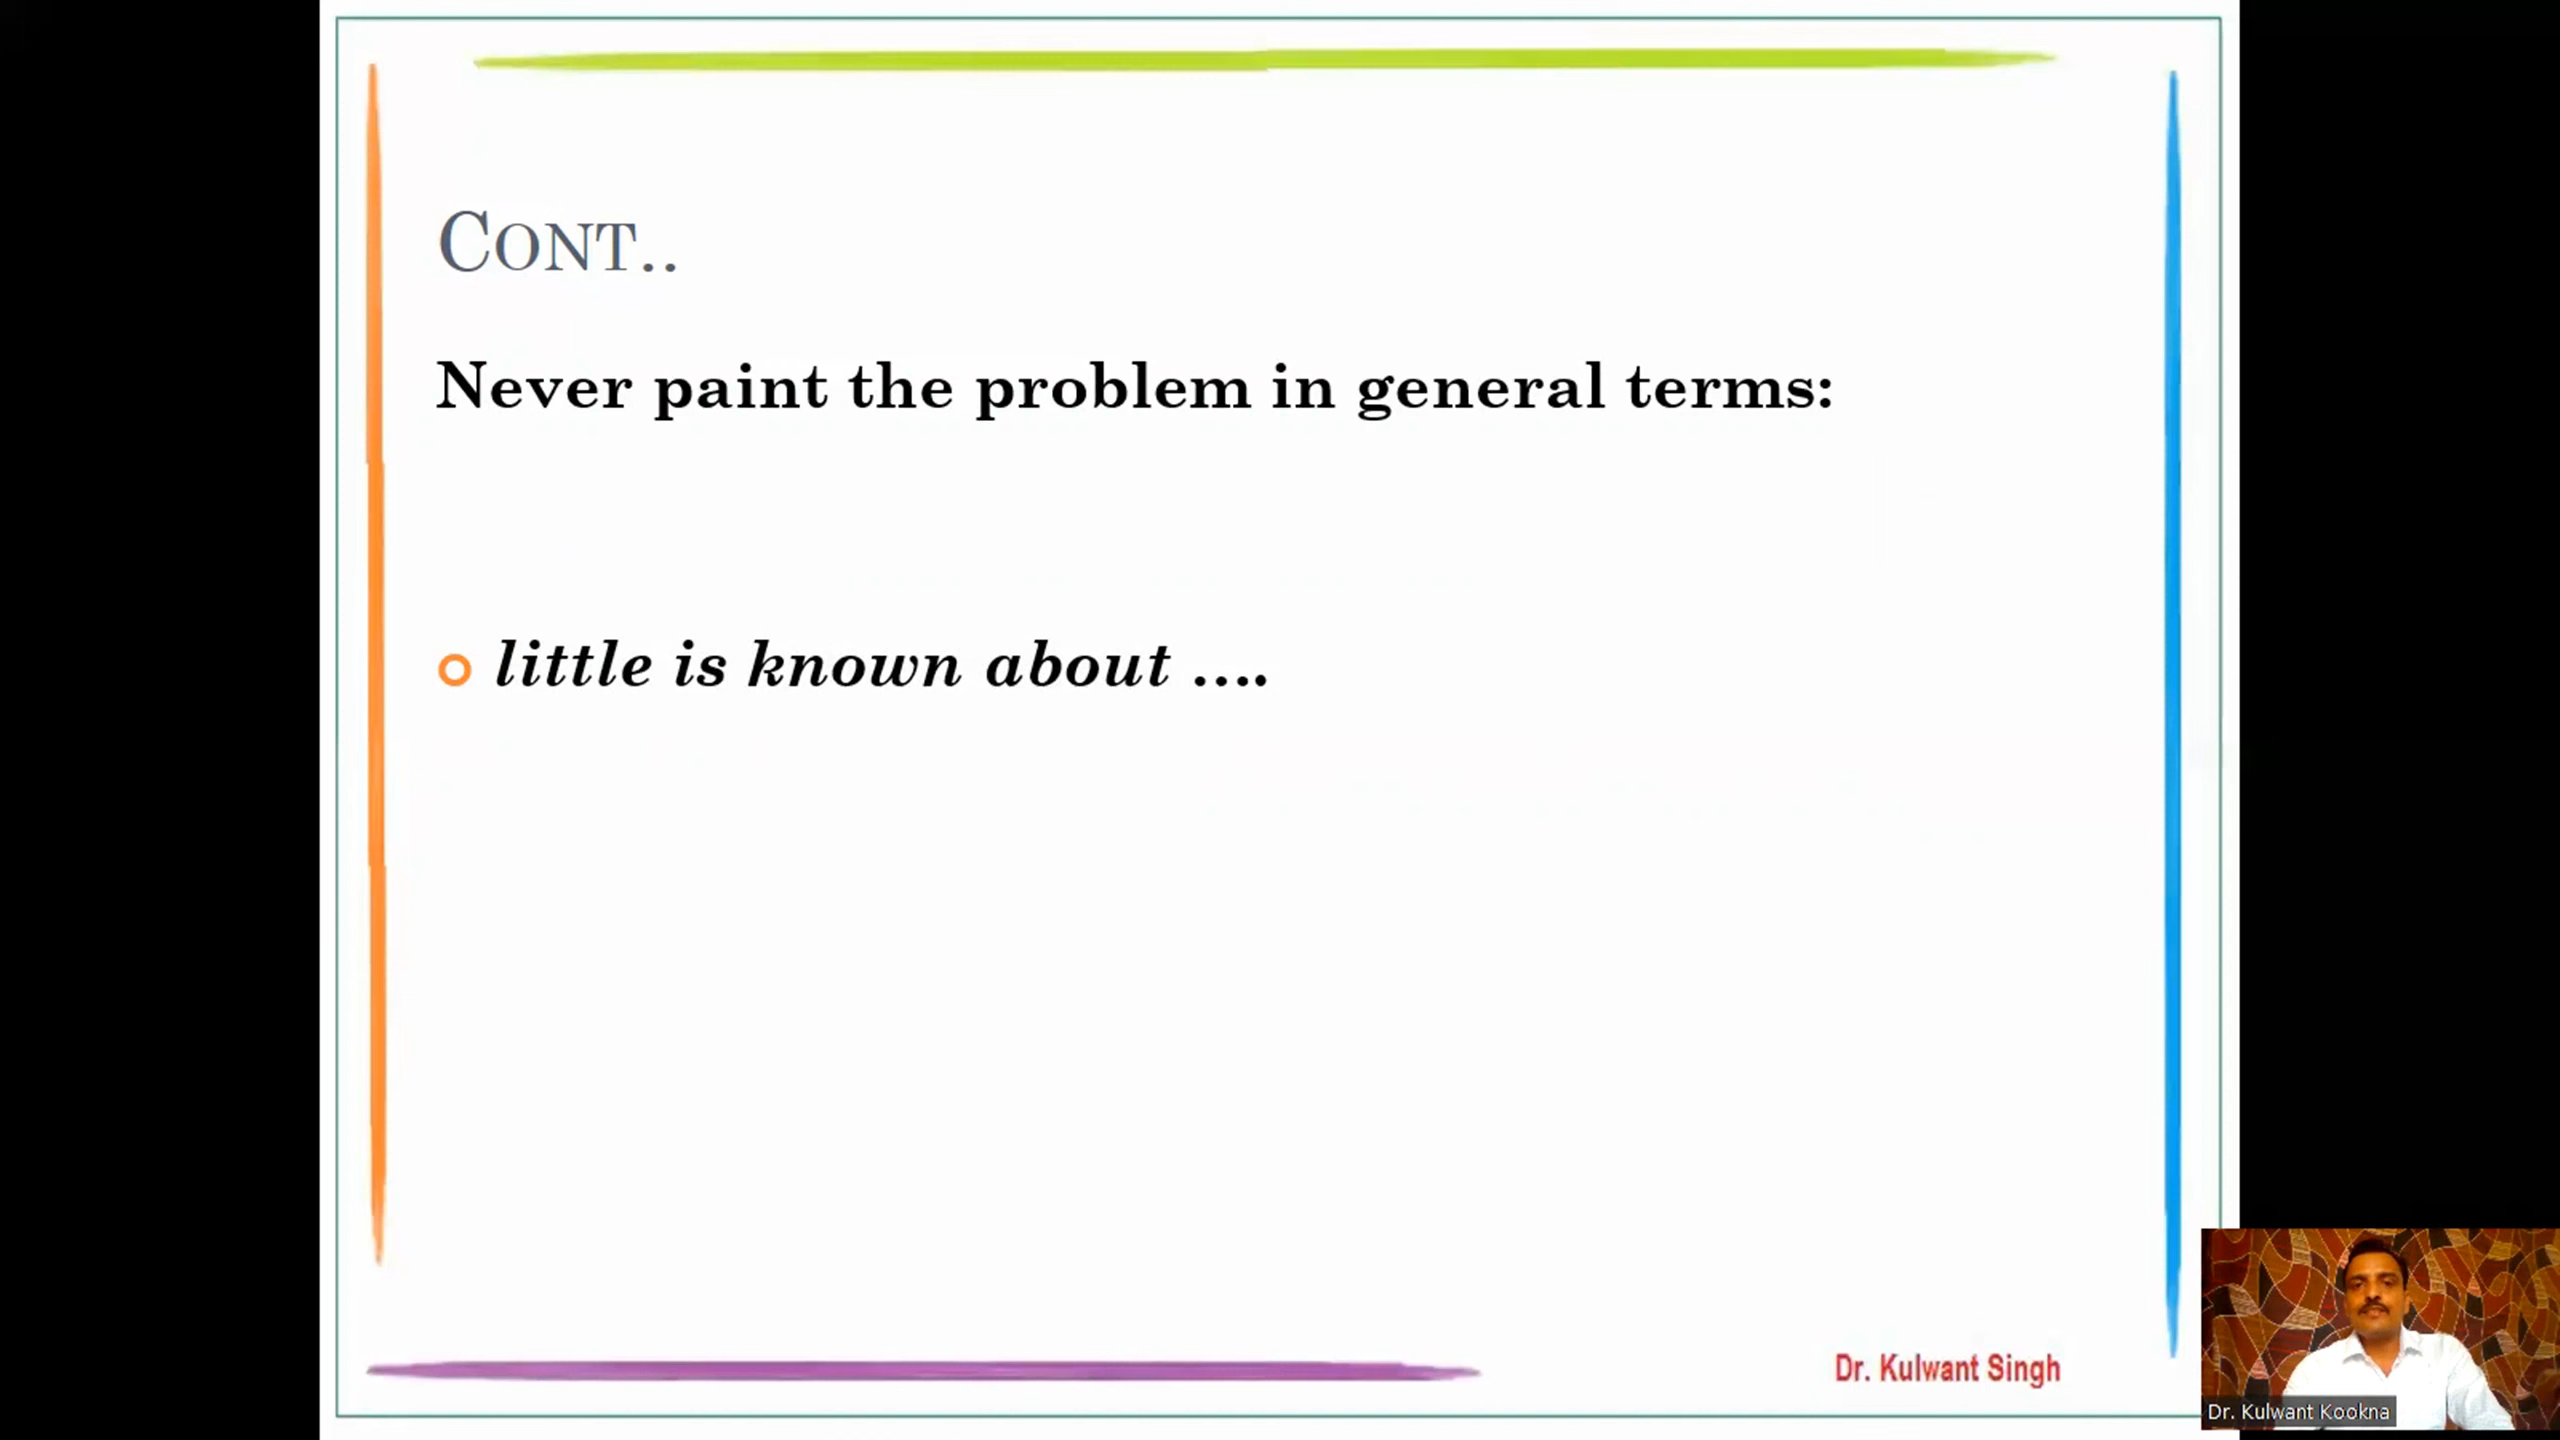 CONT..
Never paint the problem in general terms:
little is known about ....
Dr. Kulwant Singh
Dr. Kulwant Kookna